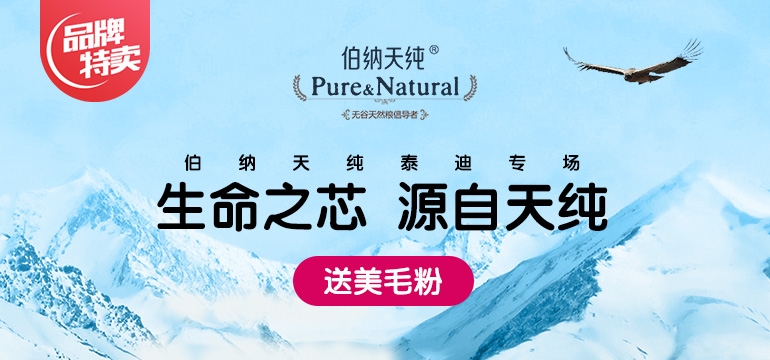 品牌
特卖
伯纳天纯®
Pure&Natural
无谷天然粮倡导者
伯纳天纯泰迪专场
生命之芯 源自天纯
送美毛粉